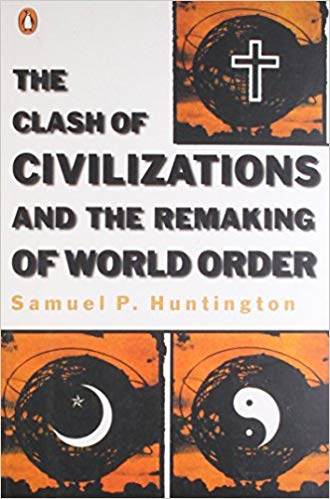 THE
CLASH OF
CIVILIZATIONS
AND THE REMAKING
OF WORLD ORDER
Samuel P. Huntington